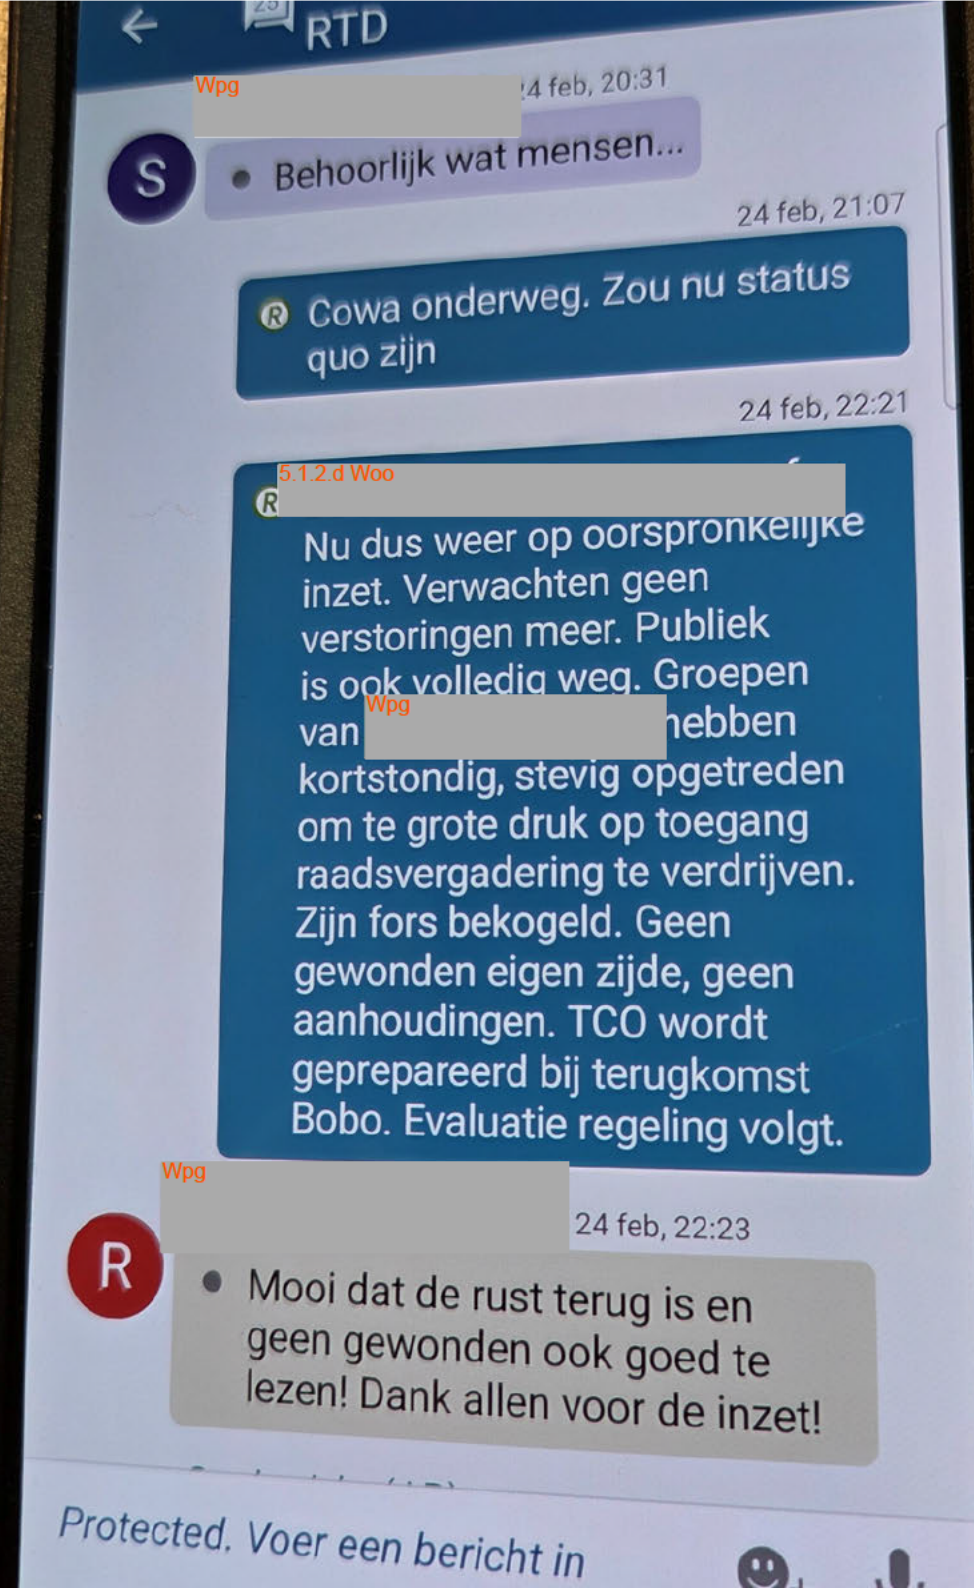 25
RTD
Wpg
24 feb, 20:31
S
Behoorlijk wat mensen...
24 feb, 21:07
R Cowa onderweg. Zou nu status
quo zijn
24 feb, 22:21
5.1.2.d Woo
R
Nu dus weer op oorspronkelijke
inzet. Verwachten geen
verstoringen meer. Publiek
is ook volledig weg. Groepen
van Wpg hebben
kortstondig, stevig opgetreden
om te grote druk op toegang
raadsvergadering te verdrijven.
Zijn fors bekogeld. Geen
gewonden eigen zijde, geen
aanhoudingen. TCO wordt
geprepareerd bij terugkomst
Bobo. Evaluatie regeling volgt.
Wpg
24 feb, 22:23
R
Mooi dat de rust terug is en
geen gewonden ook goed te
lezen! Dank allen voor de inzet!
Protected. Voer een bericht in